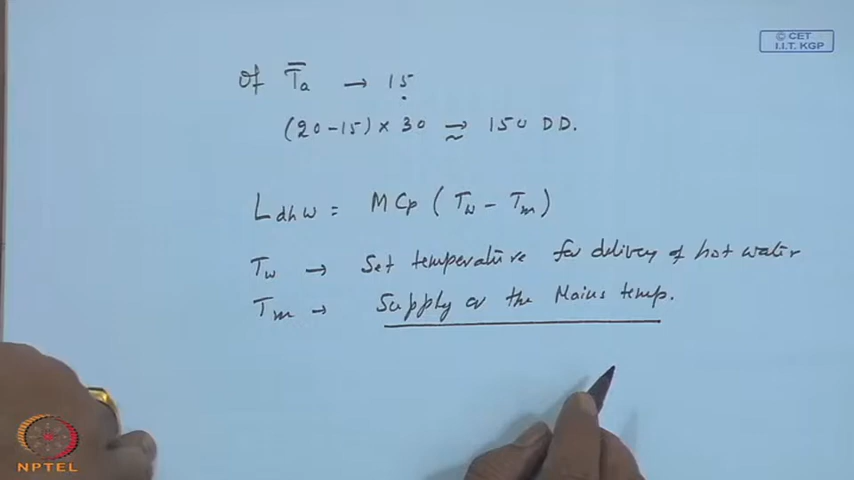 © CET
I.I.T. KGP
Of T̅a → 15
(20-15) × 30 → 150 DD.
Ldhw = MCp (Tw - Tm)
Tw → Set temperature for delivery of hot water
Tm → Supply or the Mains temp.
NPTEL